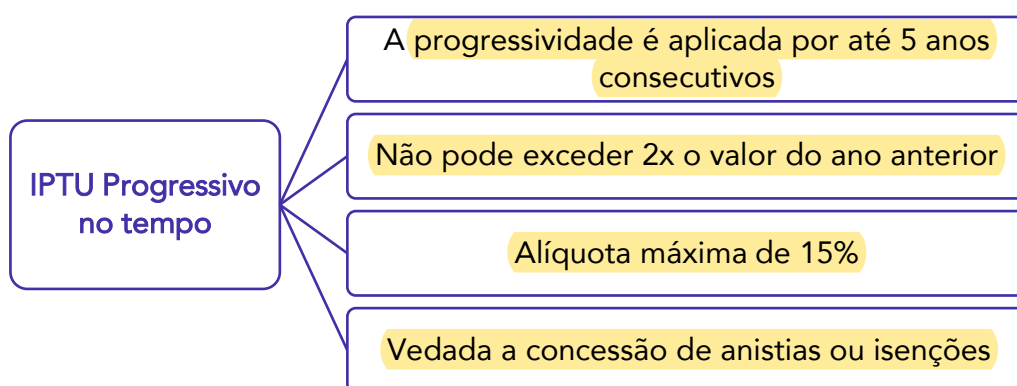 IPTU Progressivo
no tempo
A progressividade é aplicada por até 5 anos
consecutivos
Não pode exceder 2x o valor do ano anterior
Alíquota máxima de 15%
Vedada a concessão de anistias ou isenções